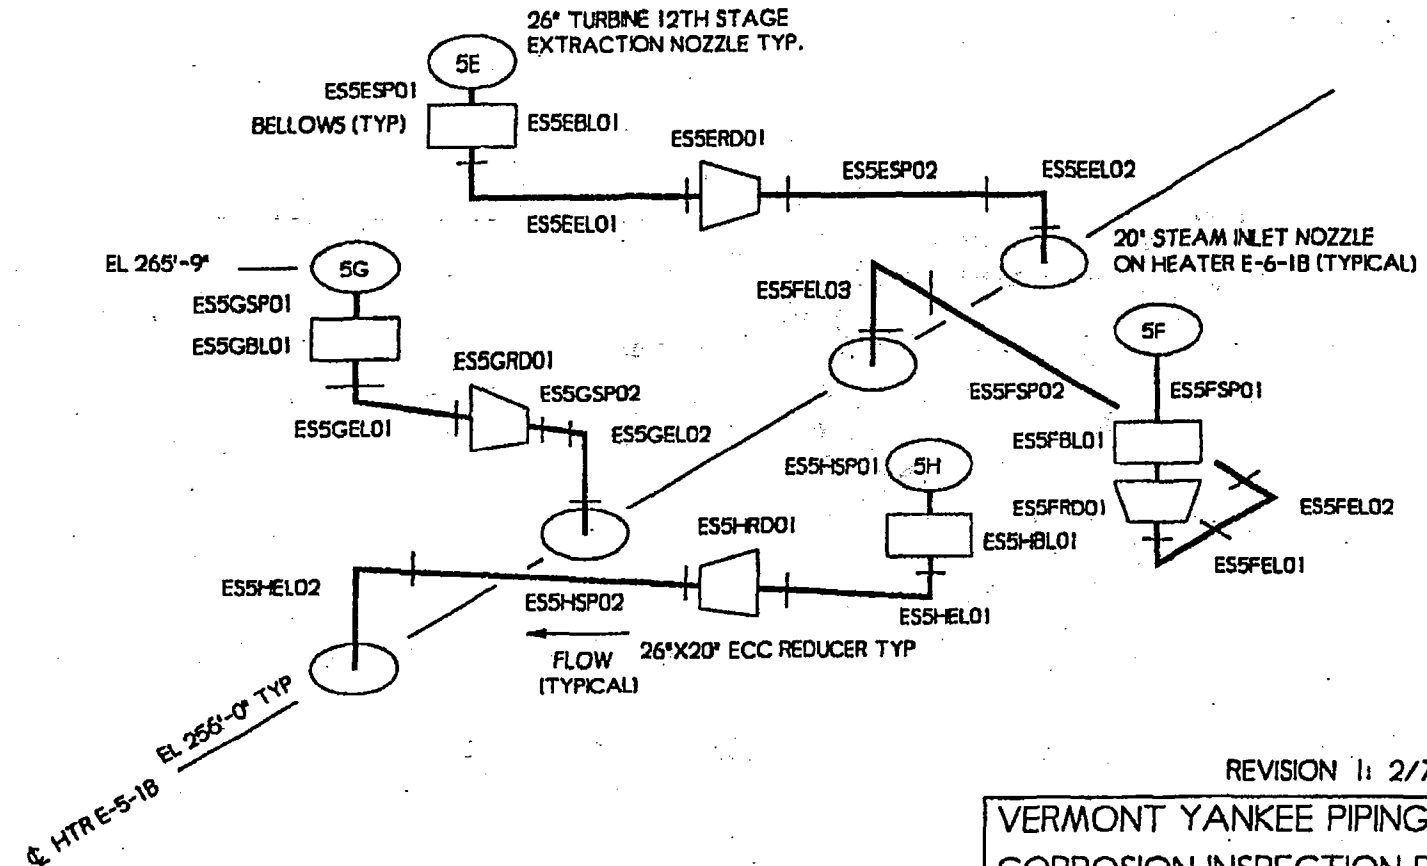 26" TURBINE 12TH STAGE
EXTRACTION NOZZLE TYP.
5E
ES5ESP01
BELLOWS (TYP)
ES5EBL01
ES5ERD01
ES5ESP02
ES5EEL02
ES5EEL01
20" STEAM INLET NOZZLE
ON HEATER E-6-1B (TYPICAL)
EL 265'-9"
5G
ES5GSP01
ES5GBL01
ES5GRD01
ES5GSP02
ES5GEL01
ES5GEL02
ES5FEL03
5F
ES5FSP02
ES5FSP01
ES5FBL01
ES5HSP01
5H
ES5FRD01
ES5FEL02
ES5HRD01
ES5HBL01
ES5FEL01
ES5HEL02
ES5HSP02
ES5HEL01
FLOW
(TYPICAL)
26"X20" ECC REDUCER TYP
EL 256'-0" TYP
℄ HTR E-5-1B
REVISION 1: 2/7
VERMONT YANKEE PIPING
CORROSION INSPECTION